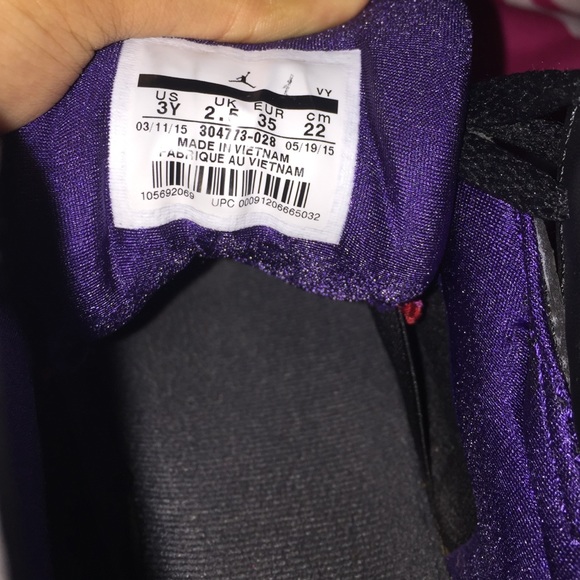 VY
US UK EUR cm
3Y 2.5 35 22
03/11/15 304773-028 05/19/15
MADE IN VIETNAM
FABRIQUE AU VIETNAM
105692069 UPC 00091206665032